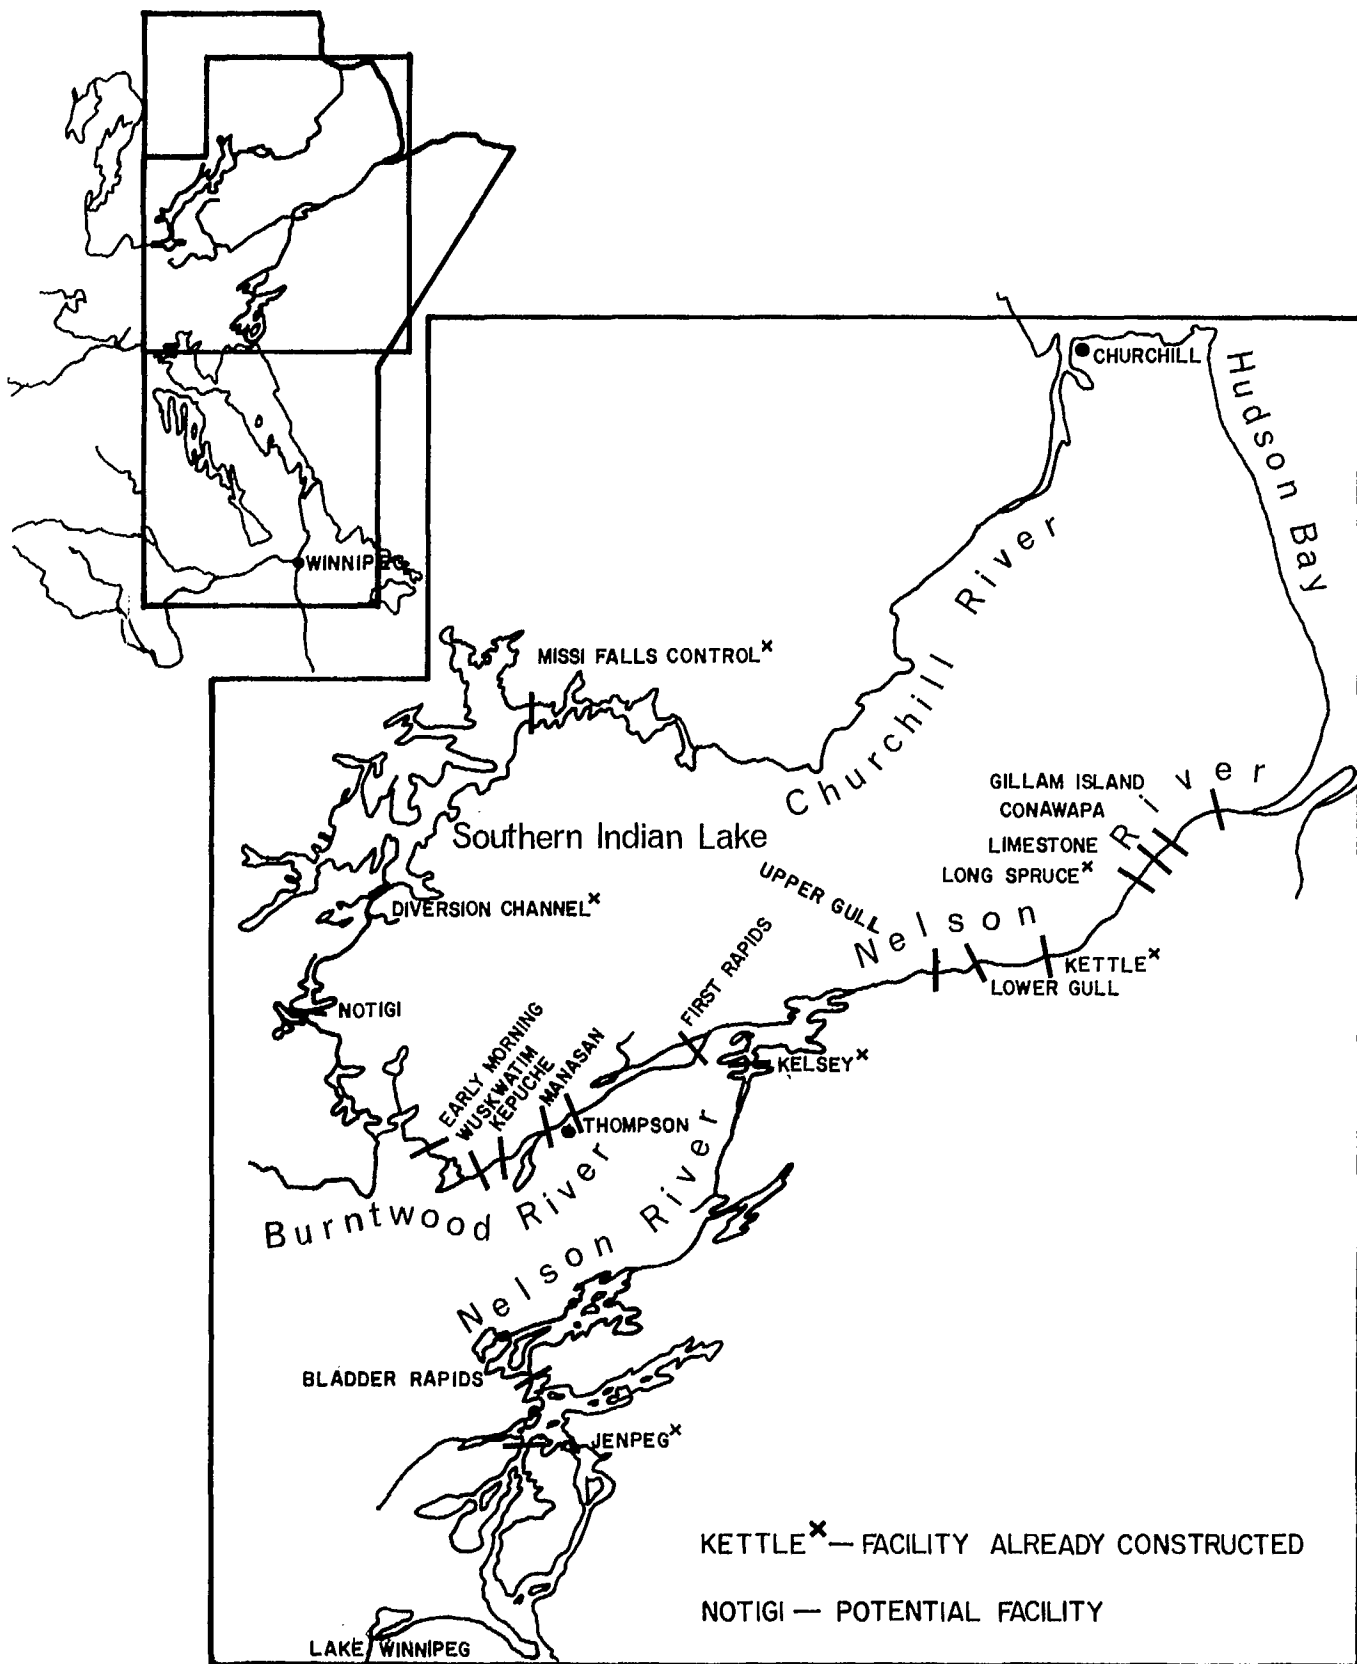 WINNIPEG
CHURCHILL
Hudson Bay
MISSI FALLS CONTROL×
Churchill River
GILLAM ISLAND
CONAWAPA
LIMESTONE
LONG SPRUCE×
Southern Indian Lake
UPPER GULL
Nelson River
DIVERSION CHANNEL×
KETTLE×
LOWER GULL
NOTIGI
FIRST RAPIDS
EARLY MORNING
WUSKWATIM
KEPUCHE
MANASAN
KELSEY×
THOMPSON
Burntwood River
Nelson River
BLADDER RAPIDS
JENPEG×
KETTLE× — FACILITY ALREADY CONSTRUCTED
NOTIGI — POTENTIAL FACILITY
LAKE WINNIPEG